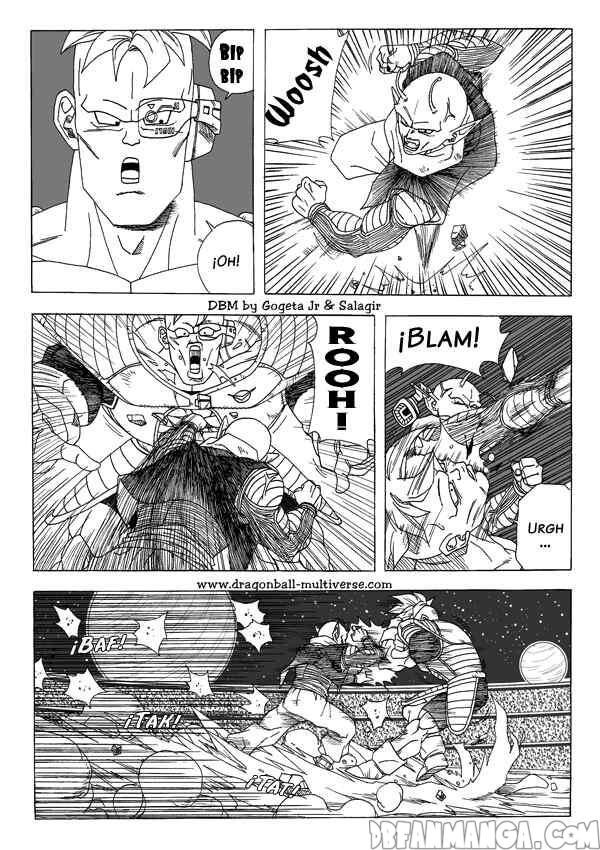 BIP
BIP
¡OH!
WOOSH
DBM by Gogeta Jr & Salagir
ROOH!
¡BLAM!
URGH
...
www.dragonball-multiverse.com
¡BAF!
¡TAK!
¡TAT!
DBFANMANGA.COM